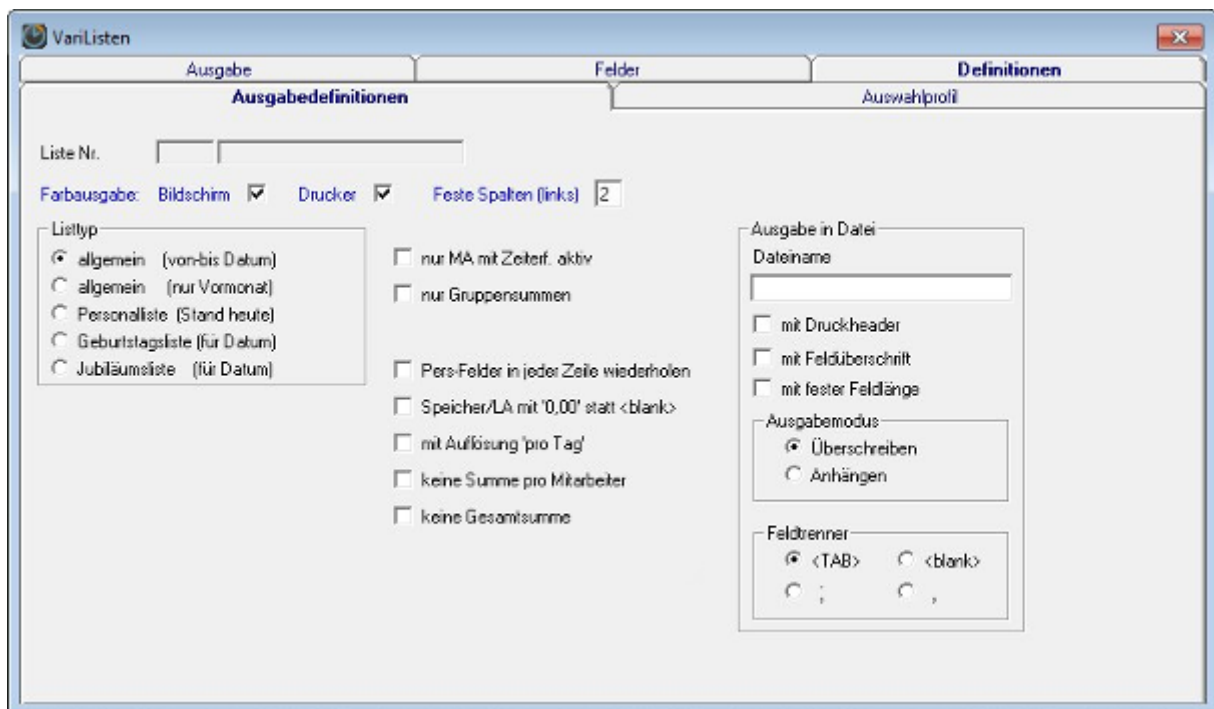 VariListen
Ausgabe Felder Definitionen
Ausgabedefinitionen Auswahlprofil
Liste Nr.
Farbausgabe: Bildschirm Drucker Feste Spalten (links) 2
Listtyp
allgemein (von-bis Datum)
allgemein (nur Vormonat)
Personalliste (Stand heute)
Geburtstagsliste (für Datum)
Jubiläumsliste (für Datum)
nur MA mit Zeiterf. aktiv
nur Gruppensummen
Pers-Felder in jeder Zeile wiederholen
Speicher/LA mit '0,00' statt <blank>
mit Auflösung 'pro Tag'
keine Summe pro Mitarbeiter
keine Gesamtsumme
Ausgabe in Datei
Dateiname
mit Druckheader
mit Feldüberschrift
mit fester Feldlänge
Ausgabemodus
Überschreiben
Anhängen
Feldtrenner
<TAB> <blank>
; ,